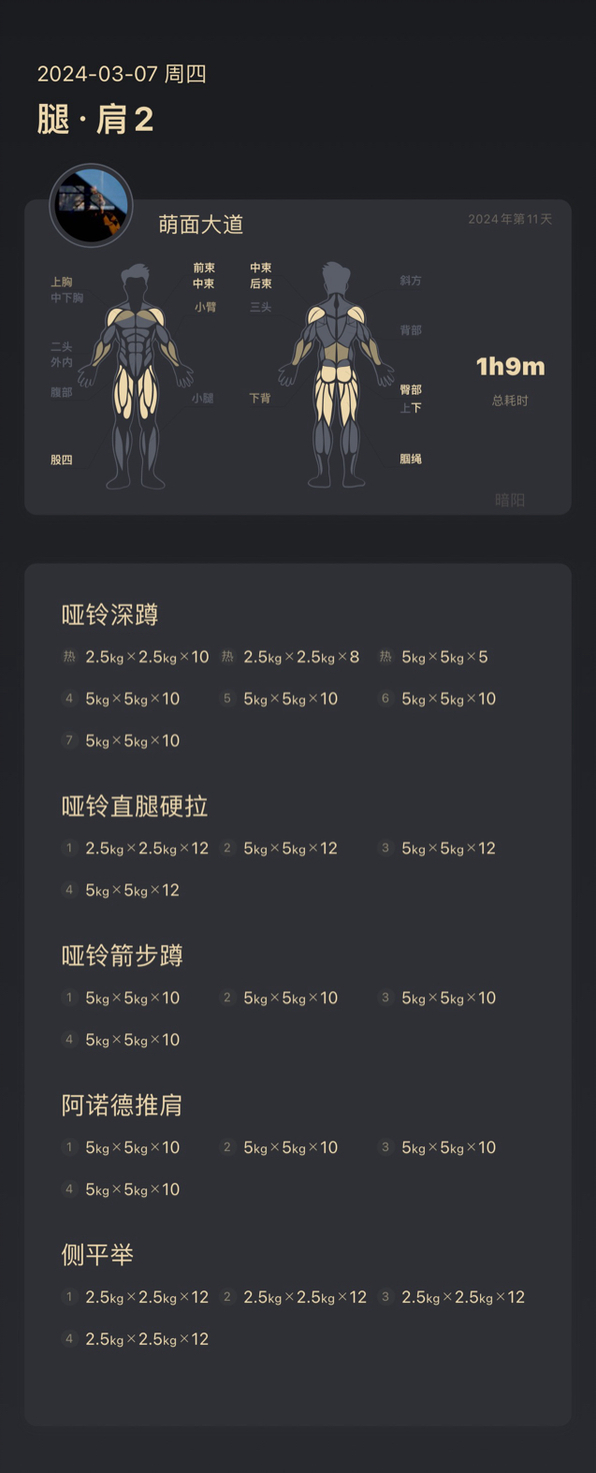 2024-03-07 周四
腿·肩2
萌面大道
2024年第11天
上胸
中下胸
二头
外内
腹部
股四
前束
中束
小臂
小腿
中束
后束
三头
下背
斜方
背部
臀部
上下
腘绳
1h9m
总耗时
暗阳
哑铃深蹲
热 2.5kg×2.5kg×10 热 2.5kg×2.5kg×8 热 5kg×5kg×5
4 5kg×5kg×10 5 5kg×5kg×10 6 5kg×5kg×10
7 5kg×5kg×10
哑铃直腿硬拉
1 2.5kg×2.5kg×12 2 5kg×5kg×12 3 5kg×5kg×12
4 5kg×5kg×12
哑铃箭步蹲
1 5kg×5kg×10 2 5kg×5kg×10 3 5kg×5kg×10
4 5kg×5kg×10
阿诺德推肩
1 5kg×5kg×10 2 5kg×5kg×10 3 5kg×5kg×10
4 5kg×5kg×10
侧平举
1 2.5kg×2.5kg×12 2 2.5kg×2.5kg×12 3 2.5kg×2.5kg×12
4 2.5kg×2.5kg×12